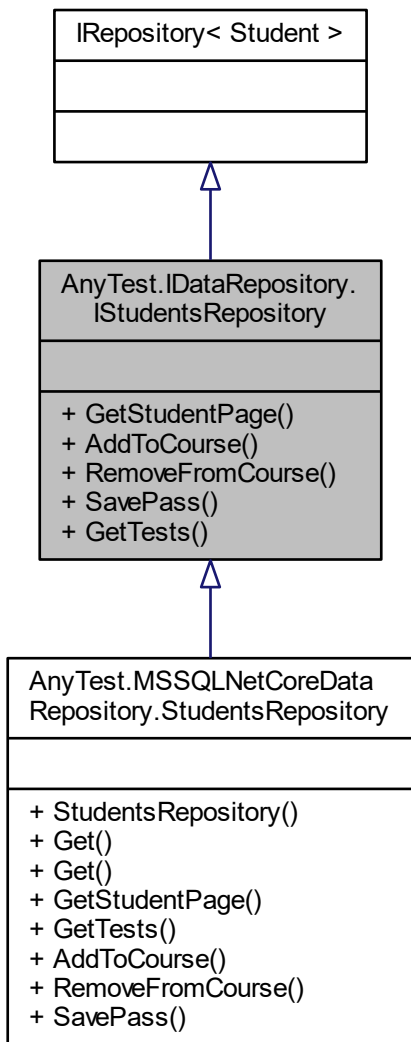 IRepository< Student >
AnyTest.IDataRepository.
IStudentsRepository
+ GetStudentPage()
+ AddToCourse()
+ RemoveFromCourse()
+ SavePass()
+ GetTests()
AnyTest.MSSQLNetCoreData
Repository.StudentsRepository
+ StudentsRepository()
+ Get()
+ Get()
+ GetStudentPage()
+ GetTests()
+ AddToCourse()
+ RemoveFromCourse()
+ SavePass()